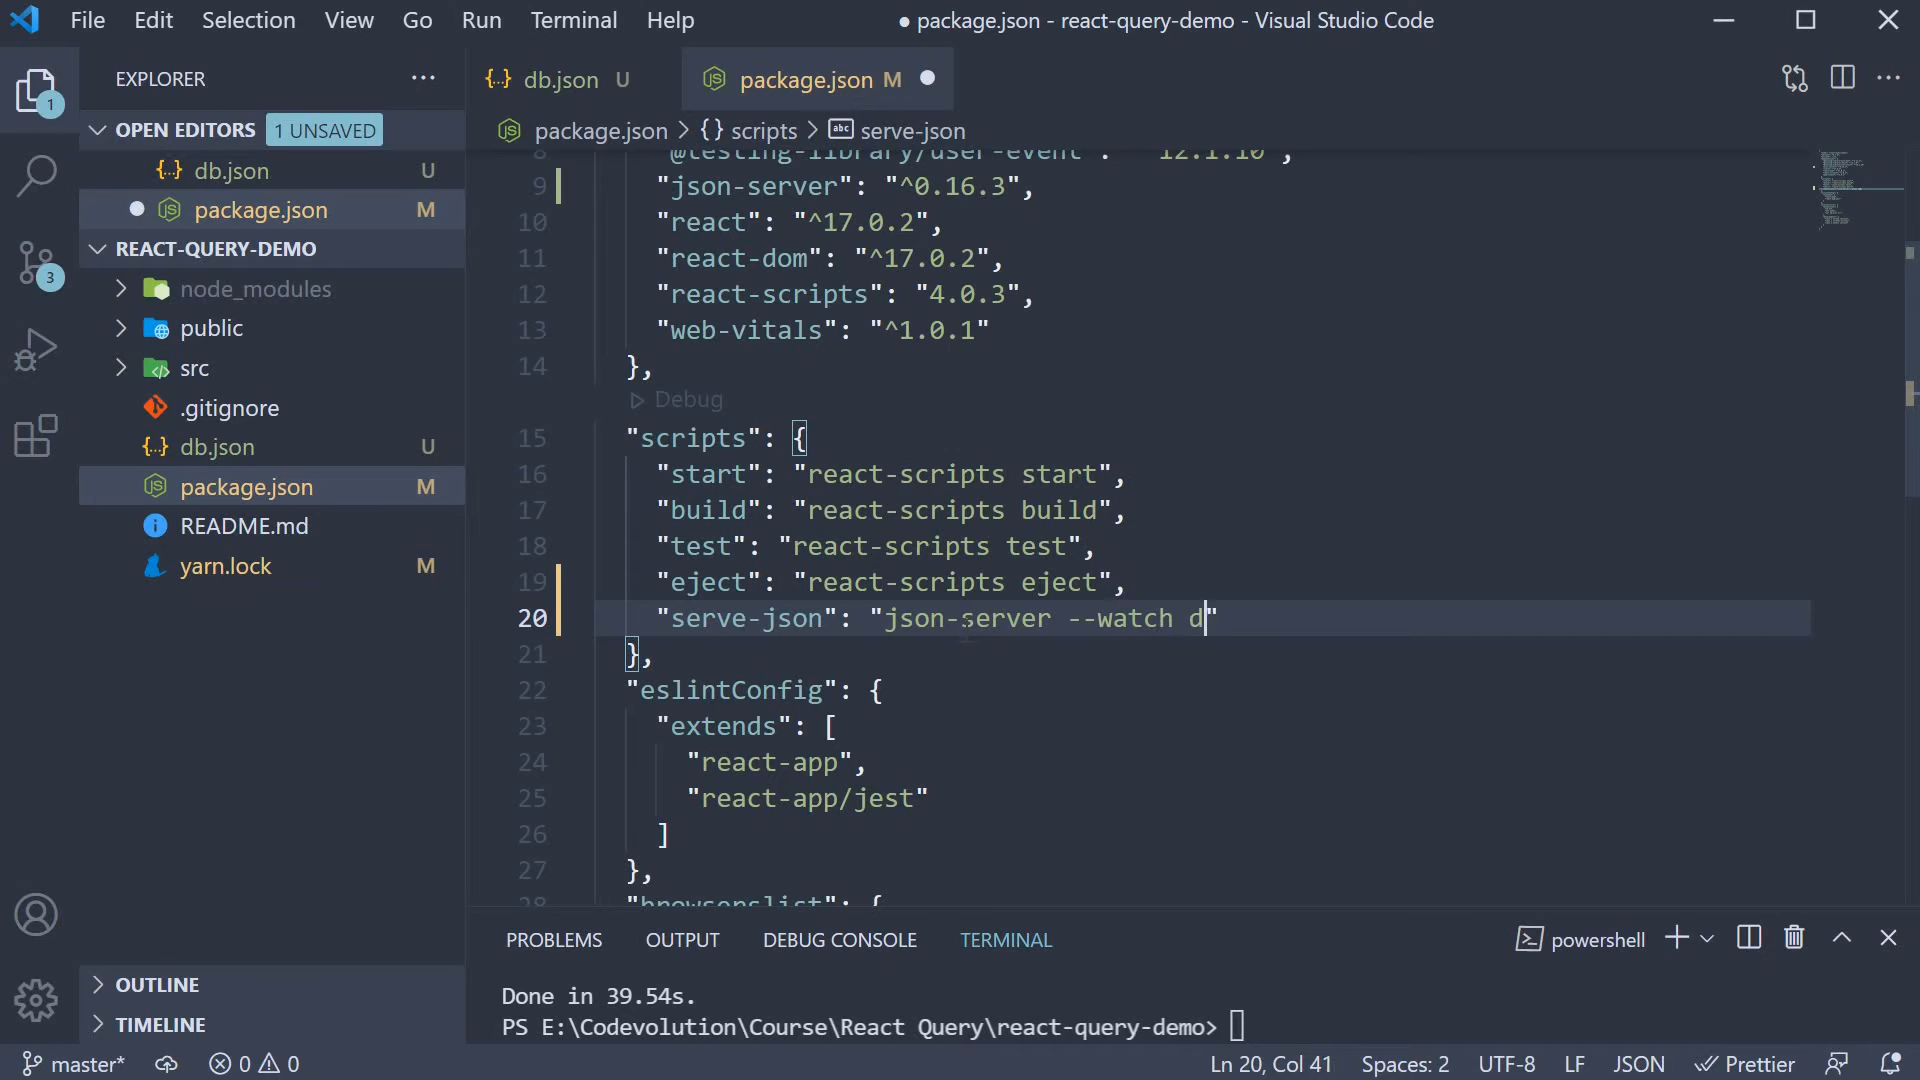 File Edit Selection View Go Run Terminal Help
● package.json - react-query-demo - Visual Studio Code
EXPLORER
OPEN EDITORS 1 UNSAVED
db.json U
package.json M
REACT-QUERY-DEMO
node_modules
public
src
.gitignore
db.json U
package.json M
README.md
yarn.lock M
OUTLINE
TIMELINE
1
3
db.json U
package.json M
package.json > {} scripts > abc serve-json
8 "@testing-library/user-event": "^12.1.10",
9 "json-server": "^0.16.3",
10 "react": "^17.0.2",
11 "react-dom": "^17.0.2",
12 "react-scripts": "4.0.3",
13 "web-vitals": "^1.0.1"
14 },
Debug
15 "scripts": {
16 "start": "react-scripts start",
17 "build": "react-scripts build",
18 "test": "react-scripts test",
19 "eject": "react-scripts eject",
20 "serve-json": "json-server --watch d"
21 },
22 "eslintConfig": {
23 "extends": [
24 "react-app",
25 "react-app/jest"
26 ]
27 },
28 "browserslist": {
PROBLEMS OUTPUT DEBUG CONSOLE TERMINAL
powershell
Done in 39.54s.
PS E:\Codevolution\Course\React Query\react-query-demo>
master* 0 0
Ln 20, Col 41 Spaces: 2 UTF-8 LF JSON Prettier